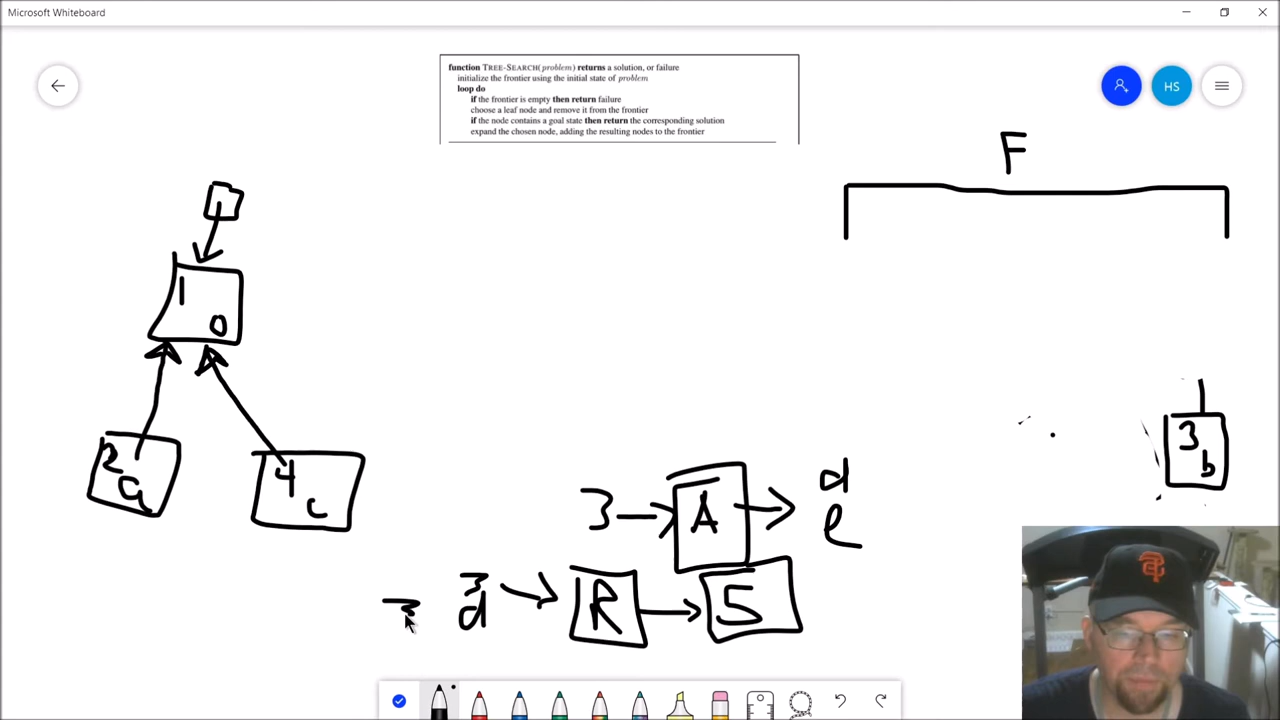 Microsoft Whiteboard
function TREE-SEARCH(problem) returns a solution, or failure
initialize the frontier using the initial state of problem
loop do
if the frontier is empty then return failure
choose a leaf node and remove it from the frontier
if the node contains a goal state then return the corresponding solution
expand the chosen node, adding the resulting nodes to the frontier
HS
F
1
0
2
a
4
c
3
b
3 A d
e
3
d R 5